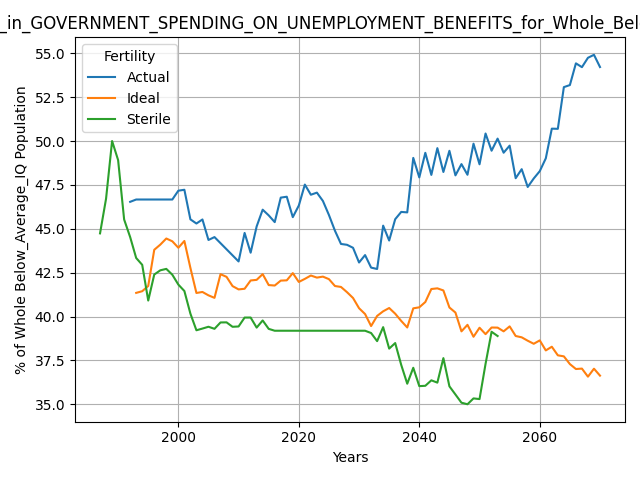 _in_GOVERNMENT_SPENDING_ON_UNEMPLOYMENT_BENEFITS_for_Whole_Bel
Fertility
Actual
Ideal
Sterile
% of Whole Below_Average_IQ Population
55.0
52.5
50.0
47.5
45.0
42.5
40.0
37.5
35.0
2000
2020
2040
2060
Years